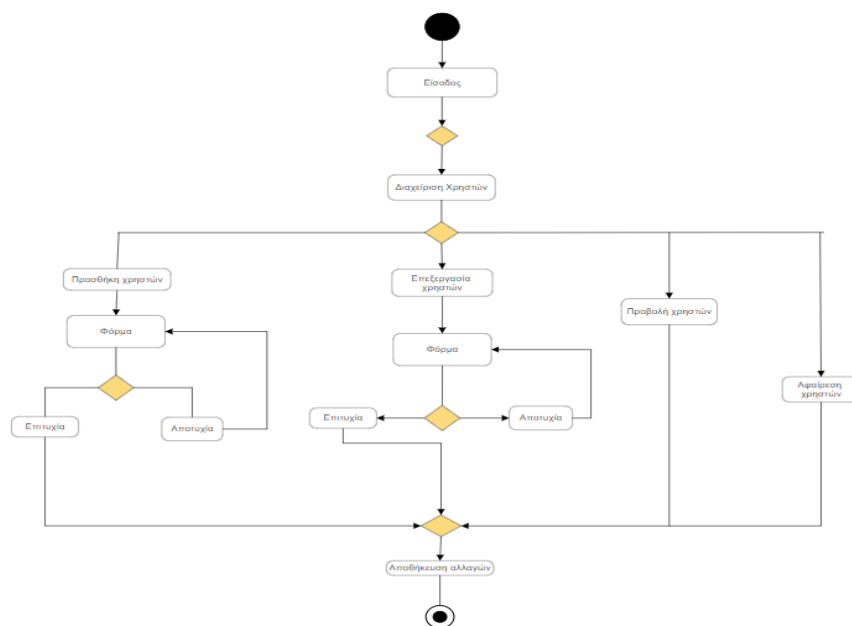 Είσοδος
Διαχείριση Χρηστών
Προσθήκη χρηστών
Επεξεργασία
χρηστών
Προβολή χρηστών
Φόρμα
Φόρμα
Αφαίρεση
χρηστών
Επιτυχία
Αποτυχία
Επιτυχία
Αποτυχία
Αποθήκευση αλλαγών